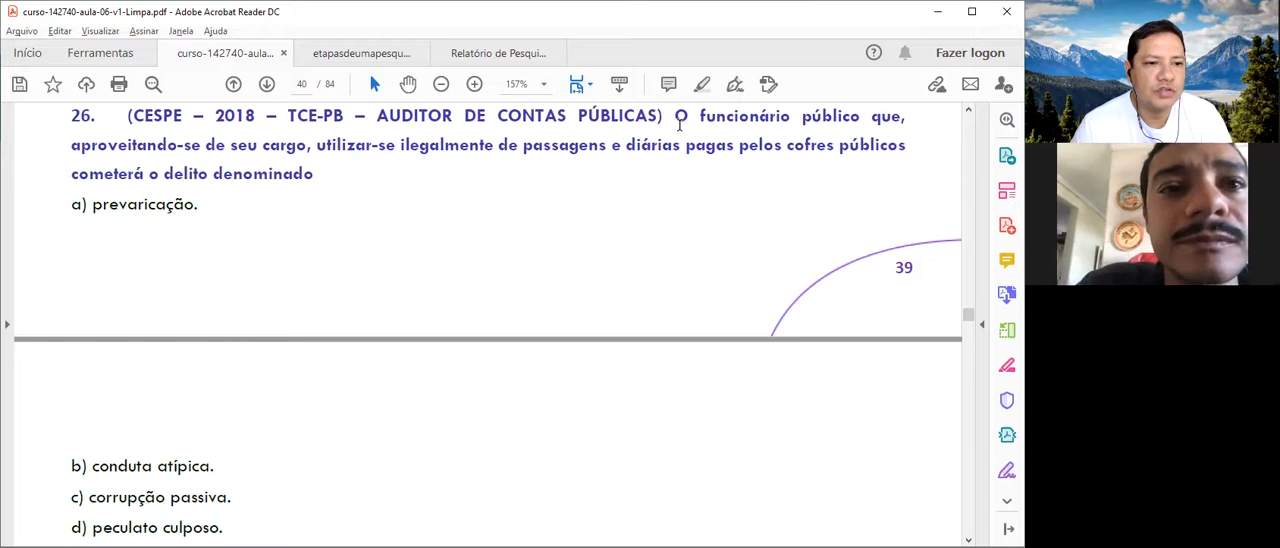 curso-142740-aula-06-v1-Limpa.pdf - Adobe Acrobat Reader DC
Arquivo Editar Visualizar Assinar Janela Ajuda
Início Ferramentas curso-142740-aula... × etapasdeumapesqu... Relatório de Pesqui... Fazer logon
40 / 84 157%
26. (CESPE – 2018 – TCE-PB – AUDITOR DE CONTAS PÚBLICAS) O funcionário público que,
aproveitando-se de seu cargo, utilizar-se ilegalmente de passagens e diárias pagas pelos cofres públicos
cometerá o delito denominado
a) prevaricação.
39
b) conduta atípica.
c) corrupção passiva.
d) peculato culposo.